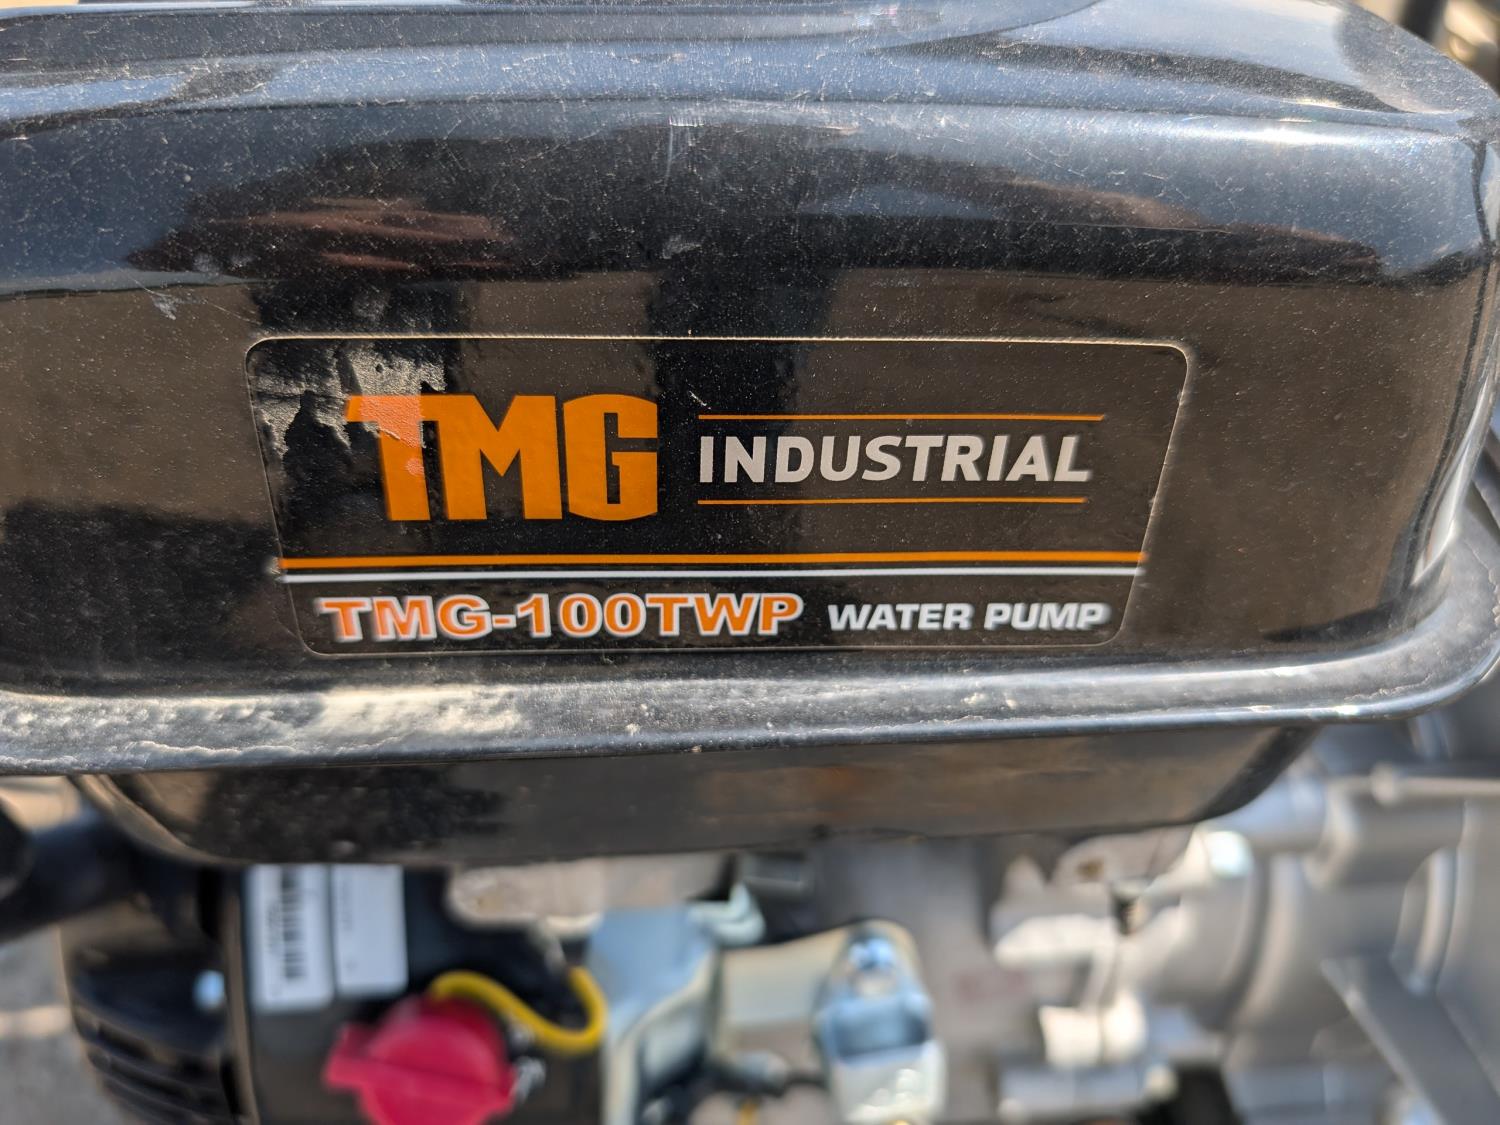 TMG INDUSTRIAL
TMG-100TWP WATER PUMP